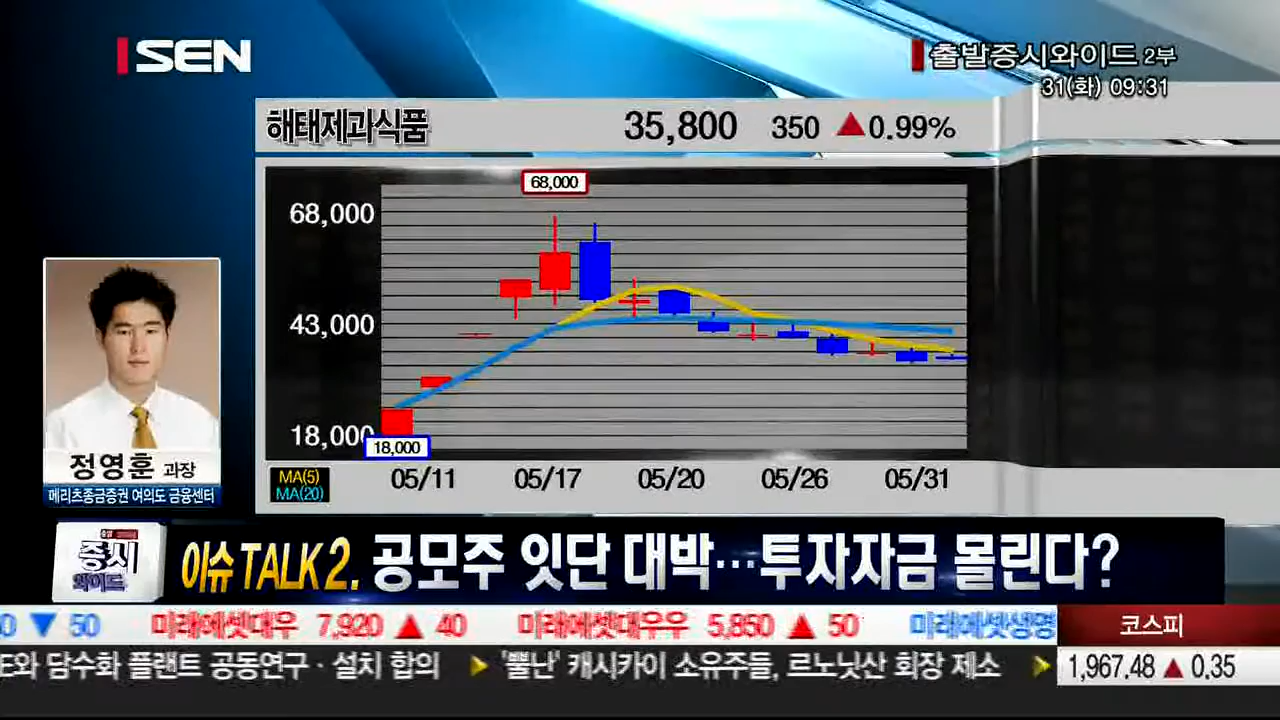 SEN
출발증시와이드 2부
31(화) 09:31
해태제과식품 35,800 350 ▲0.99%
68,000
68,000
43,000
18,000
18,000
MA(5)
MA(20)
05/11 05/17 05/20 05/26 05/31
정영훈 과장
메리츠종금증권 여의도 금융센터
증시
와이드
이슈 TALK 2. 공모주 잇단 대박…투자자금 몰린다?
0 ▼ 50 미래에셋대우 7,920 ▲ 40 미래에셋대우우 5,850 ▲ 50 미래에셋생명
코스피
E와 담수화 플랜트 공동연구·설치 합의 ▶ '뿔난' 캐시카이 소유주들, 르노닛산 회장 제소 ▶
1,967.48 ▲ 0.35